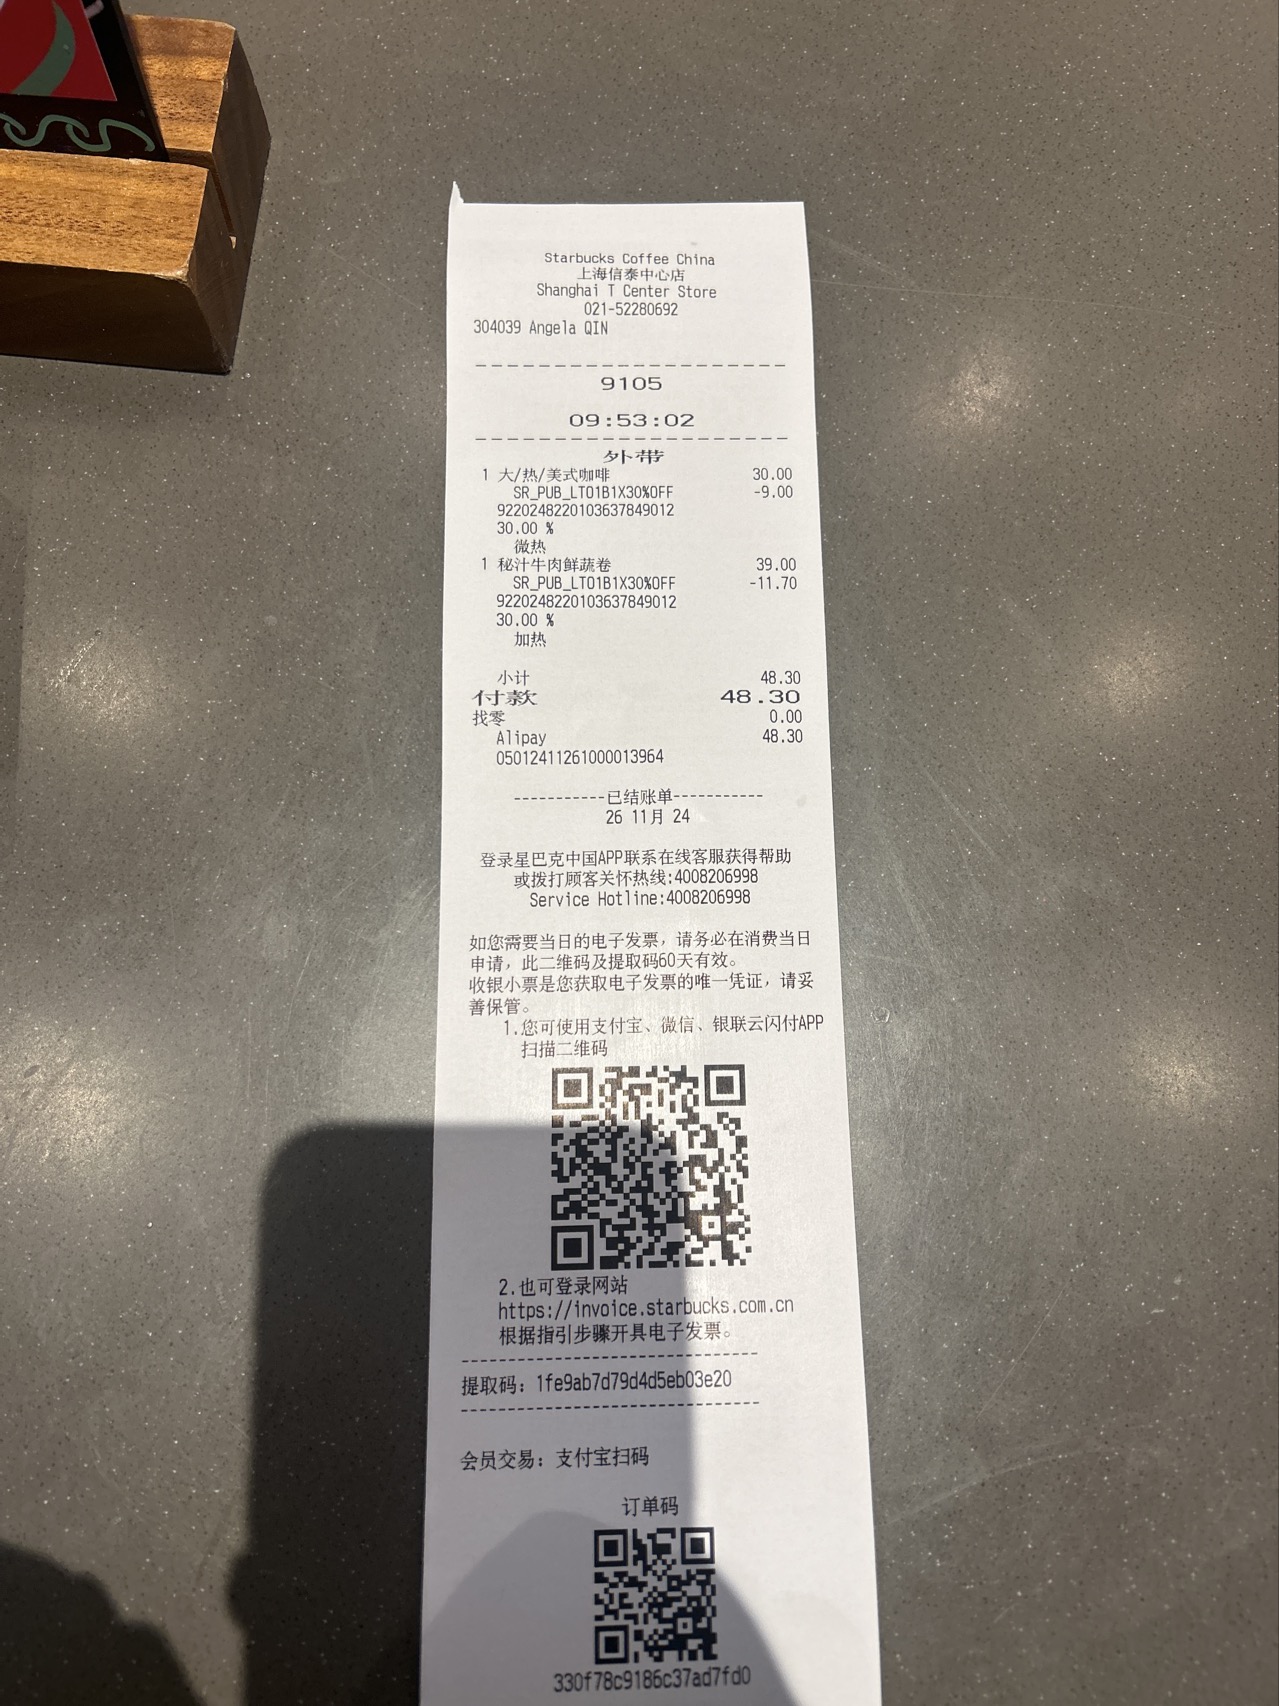 Starbucks Coffee China
上海信泰中心店
Shanghai T Center Store
021-52280692
304039 Angela QIN
9105
09:53:02
外带
1 大/热/美式咖啡 30.00
SR_PUB_LTO1B1X30%OFF -9.00
9220248220103637849012
30.00 %
微热
1 秘汁牛肉鲜蔬卷 39.00
SR_PUB_LTO1B1X30%OFF -11.70
9220248220103637849012
30.00 %
加热
小计 48.30
付款 48.30
找零 0.00
Alipay 48.30
05012411261000013964
-----------已结账单-----------
26 11月 24
登录星巴克中国APP联系在线客服获得帮助
或拨打顾客关怀热线:4008206998
Service Hotline:4008206998
如您需要当日的电子发票，请务必在消费当日
申请，此二维码及提取码60天有效。
收银小票是您获取电子发票的唯一凭证，请妥
善保管。
1.您可使用支付宝、微信、银联云闪付APP
扫描二维码
2.也可登录网站
https://invoice.starbucks.com.cn
根据指引步骤开具电子发票。
提取码：1fe9ab7d79d4d5eb03e20
会员交易：支付宝扫码
订单码
330f78c9186c37ad7fd0